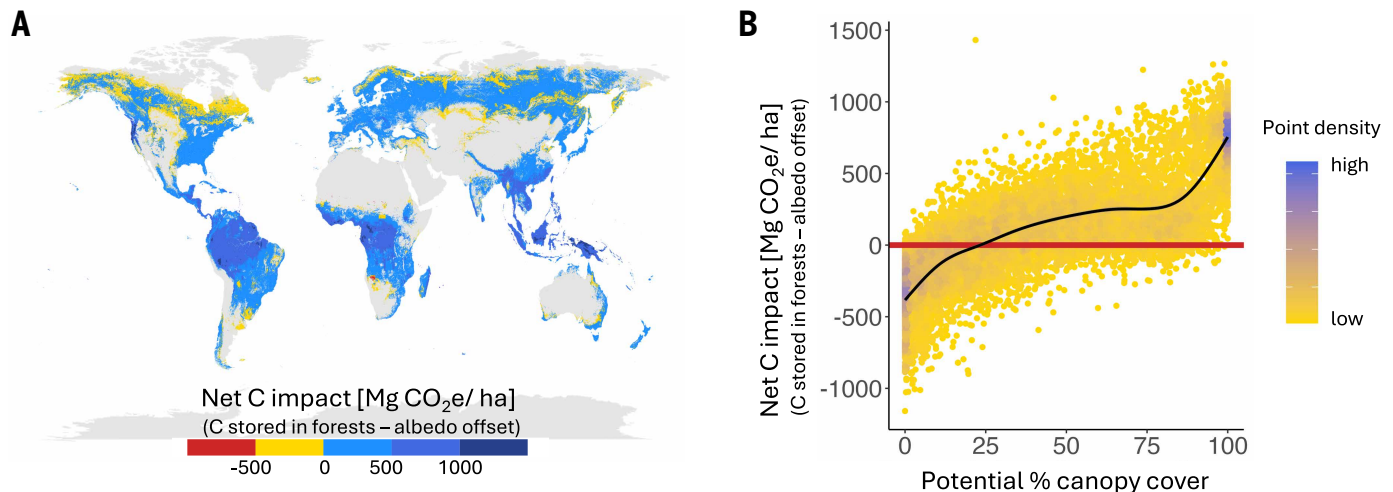 A
Net C impact [Mg CO₂e/ ha]
(C stored in forests – albedo offset)
-500 0 500 1000
B
Net C impact [Mg CO₂e/ ha]
(C stored in forests – albedo offset)
1500
1000
500
0
-500
-1000
0 25 50 75 100
Potential % canopy cover
Point density
high
low